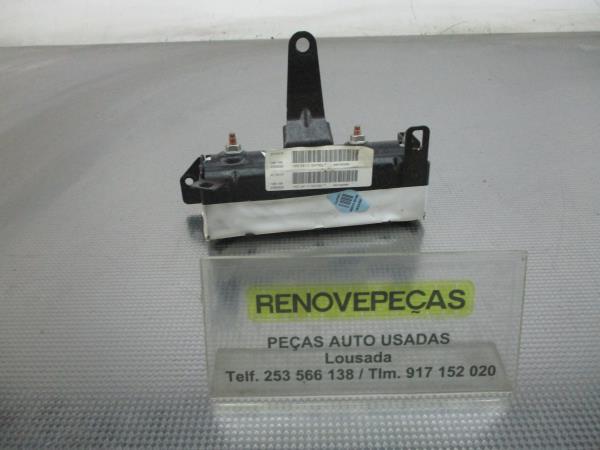 RENOVEPEÇAS
PEÇAS AUTO USADAS
Lousada
Telf. 253 566 138 / Tlm. 917 152 020